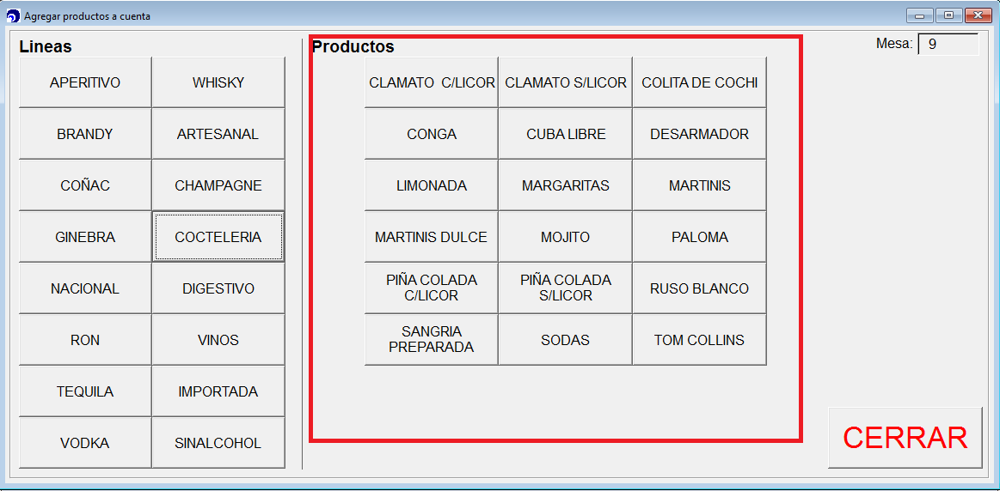 Agregar productos a cuenta
Lineas
Productos
Mesa: 9
APERITIVO
WHISKY
BRANDY
ARTESANAL
COÑAC
CHAMPAGNE
GINEBRA
COCTELERIA
NACIONAL
DIGESTIVO
RON
VINOS
TEQUILA
IMPORTADA
VODKA
SINALCOHOL
CLAMATO  C/LICOR
CLAMATO S/LICOR
COLITA DE COCHI
CONGA
CUBA LIBRE
DESARMADOR
LIMONADA
MARGARITAS
MARTINIS
MARTINIS DULCE
MOJITO
PALOMA
PIÑA COLADA
C/LICOR
PIÑA COLADA
S/LICOR
RUSO BLANCO
SANGRIA
PREPARADA
SODAS
TOM COLLINS
CERRAR